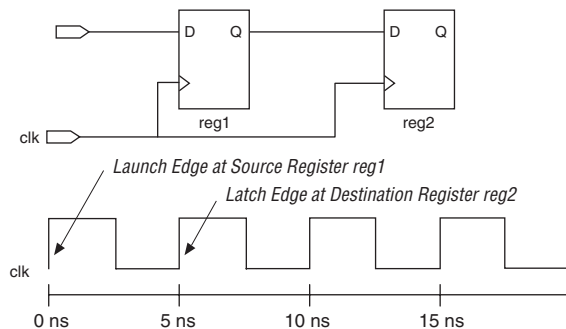 D Q D Q
reg1 reg2
clk
Launch Edge at Source Register reg1
Latch Edge at Destination Register reg2
clk
0 ns 5 ns 10 ns 15 ns